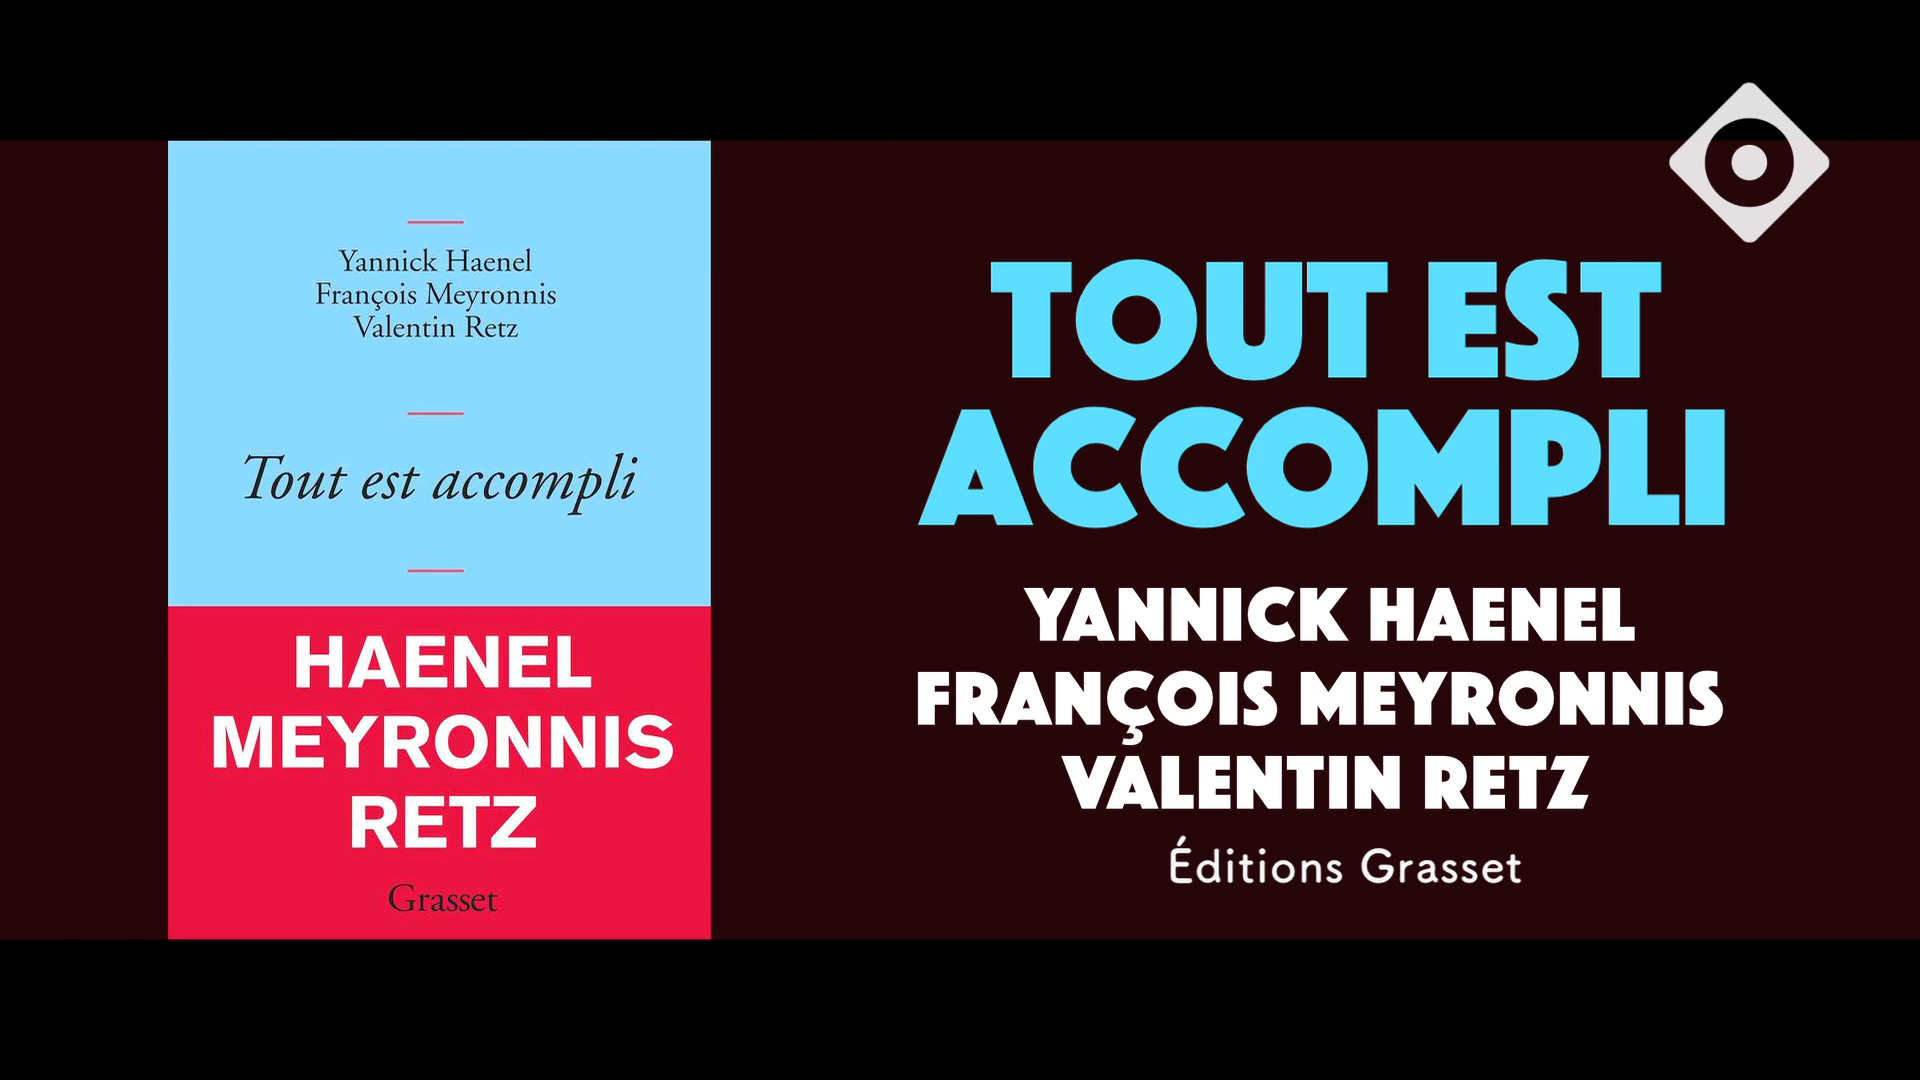 Yannick Haenel
François Meyronnis
Valentin Retz
Tout est accompli
HAENEL
MEYRONNIS
RETZ
Grasset
TOUT EST
ACCOMPLI
YANNICK HAENEL
FRANÇOIS MEYRONNIS
VALENTIN RETZ
Éditions Grasset